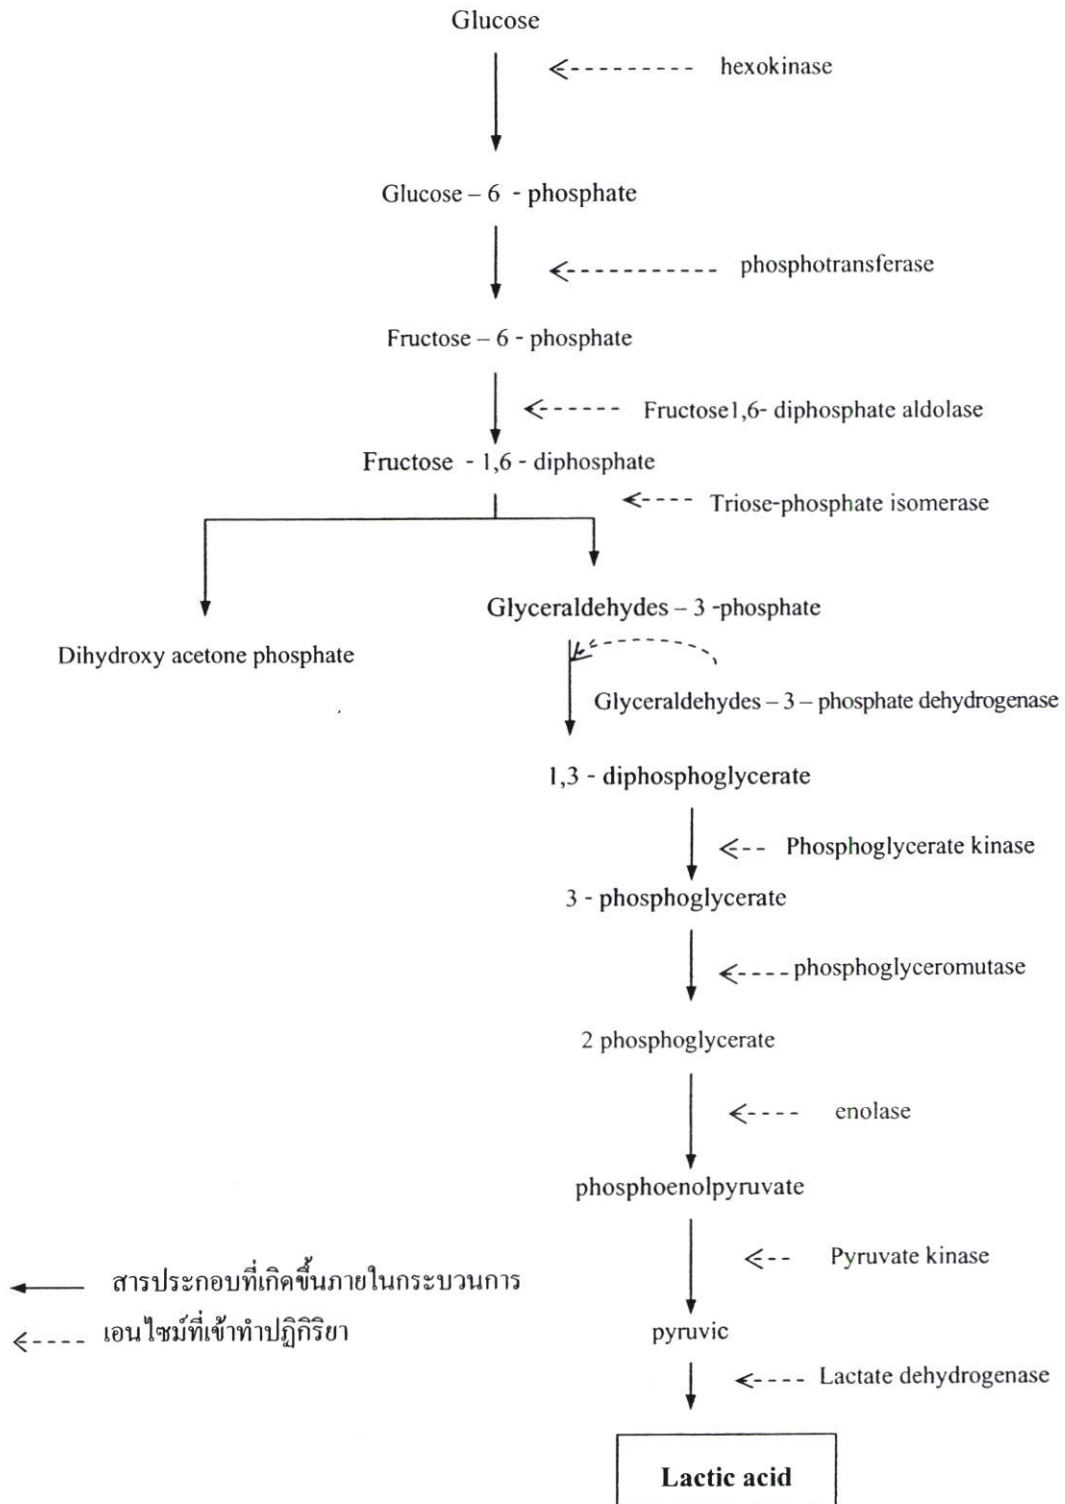 Glucose
hexokinase
Glucose – 6 - phosphate
phosphotransferase
Fructose – 6 - phosphate
Fructose1,6- diphosphate aldolase
Fructose - 1,6 - diphosphate
Triose-phosphate isomerase
Glyceraldehydes – 3 -phosphate
Dihydroxy acetone phosphate
Glyceraldehydes – 3 – phosphate dehydrogenase
1,3 - diphosphoglycerate
Phosphoglycerate kinase
3 - phosphoglycerate
phosphoglyceromutase
2 phosphoglycerate
enolase
phosphoenolpyruvate
Pyruvate kinase
สารประกอบที่เกิดขึ้นภายในกระบวนการ
เอนไซม์ที่เข้าทำปฏิกิริยา
pyruvic
Lactate dehydrogenase
Lactic acid